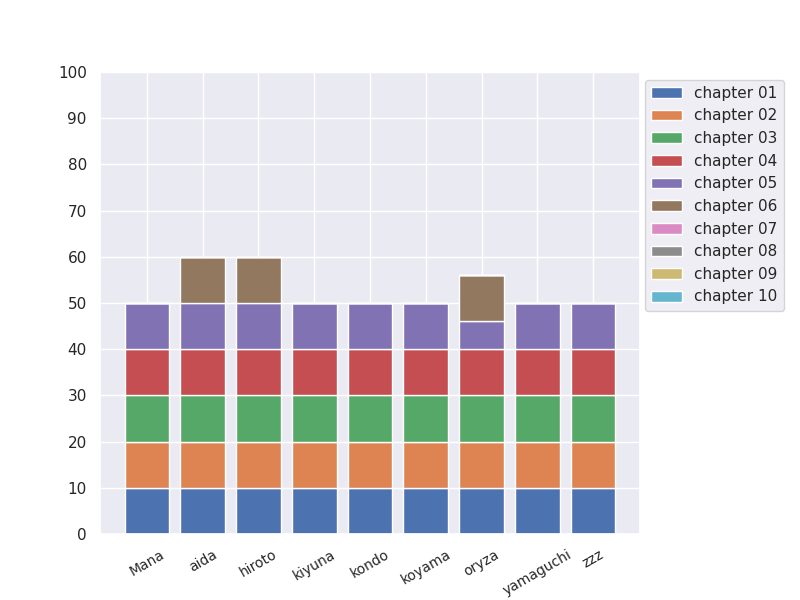 100
90
80
70
60
50
40
30
20
10
0
Mana
aida
hiroto
kiyuna
kondo
koyama
oryza
yamaguchi
zzz
chapter 01
chapter 02
chapter 03
chapter 04
chapter 05
chapter 06
chapter 07
chapter 08
chapter 09
chapter 10